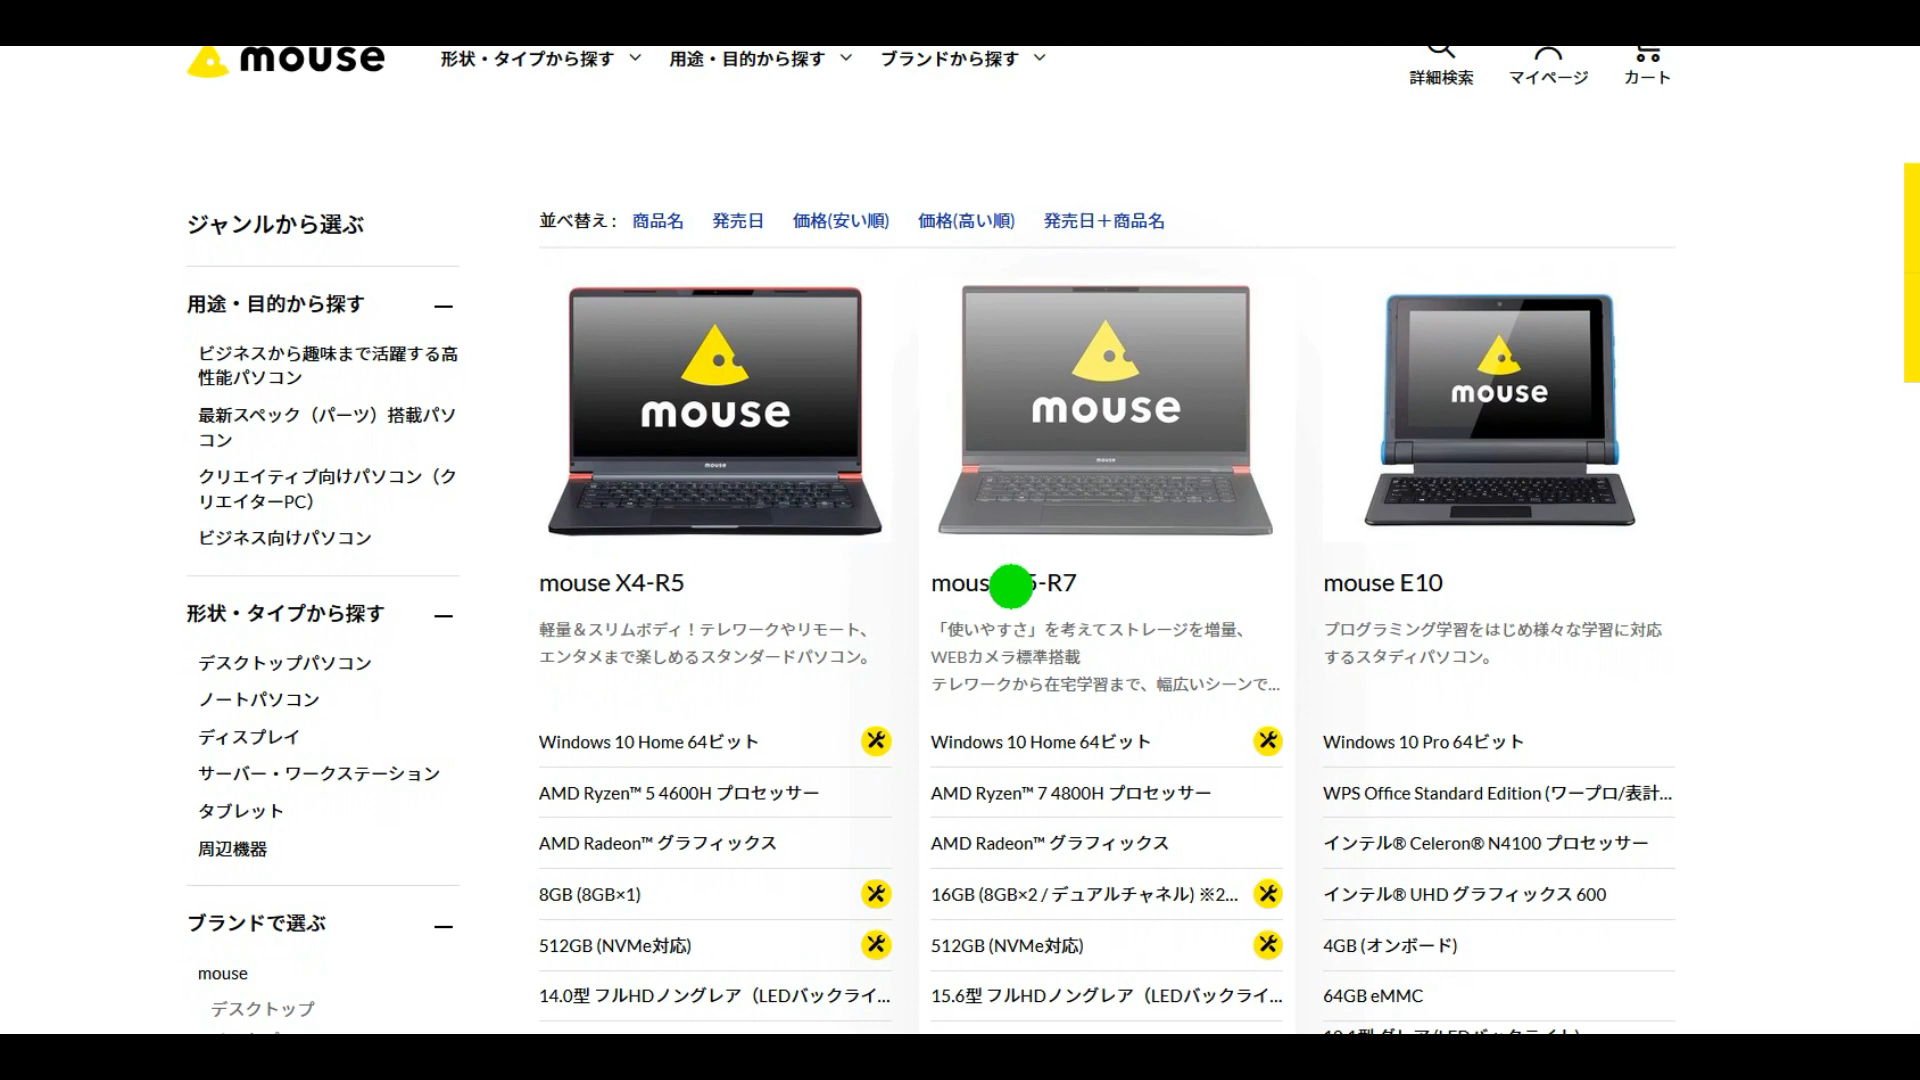 mouse
形状・タイプから探す
用途・目的から探す
ブランドから探す
詳細検索
マイページ
カート
ジャンルから選ぶ
用途・目的から探す
ビジネスから趣味まで活躍する高
性能パソコン
最新スペック（パーツ）搭載パソ
コン
クリエイティブ向けパソコン（ク
リエイターPC）
ビジネス向けパソコン
形状・タイプから探す
デスクトップパソコン
ノートパソコン
ディスプレイ
サーバー・ワークステーション
タブレット
周辺機器
ブランドで選ぶ
mouse
デスクトップ
並べ替え： 商品名 発売日 価格(安い順) 価格(高い順) 発売日＋商品名
mouse
mouse
mouse X4-R5
軽量＆スリムボディ！テレワークやリモート、
エンタメまで楽しめるスタンダードパソコン。
Windows 10 Home 64ビット
AMD Ryzen™ 5 4600H プロセッサー
AMD Radeon™ グラフィックス
8GB (8GB×1)
512GB (NVMe対応)
14.0型 フルHDノングレア（LEDバックライ...
mouse
mouse
mous -R7
「使いやすさ」を考えてストレージを増量、
WEBカメラ標準搭載
テレワークから在宅学習まで、幅広いシーンで...
Windows 10 Home 64ビット
AMD Ryzen™ 7 4800H プロセッサー
AMD Radeon™ グラフィックス
16GB (8GB×2 / デュアルチャネル) ※2...
512GB (NVMe対応)
15.6型 フルHDノングレア（LEDバックライ...
mouse
mouse E10
プログラミング学習をはじめ様々な学習に対応
するスタディパソコン。
Windows 10 Pro 64ビット
WPS Office Standard Edition (ワープロ/表計...
インテル® Celeron® N4100 プロセッサー
インテル® UHD グラフィックス 600
4GB (オンボード)
64GB eMMC